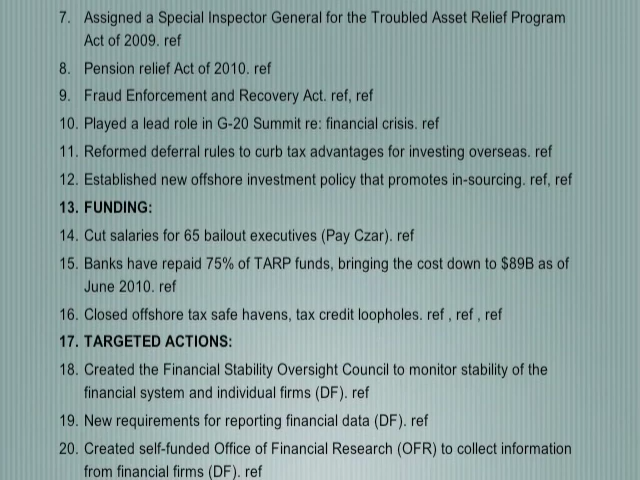 7. Assigned a Special Inspector General for the Troubled Asset Relief Program
Act of 2009. ref
8. Pension relief Act of 2010. ref
9. Fraud Enforcement and Recovery Act. ref, ref
10. Played a lead role in G-20 Summit re: financial crisis. ref
11. Reformed deferral rules to curb tax advantages for investing overseas. ref
12. Established new offshore investment policy that promotes in-sourcing. ref, ref
13. FUNDING:
14. Cut salaries for 65 bailout executives (Pay Czar). ref
15. Banks have repaid 75% of TARP funds, bringing the cost down to $89B as of
June 2010. ref
16. Closed offshore tax safe havens, tax credit loopholes. ref , ref , ref
17. TARGETED ACTIONS:
18. Created the Financial Stability Oversight Council to monitor stability of the
financial system and individual firms (DF). ref
19. New requirements for reporting financial data (DF). ref
20. Created self-funded Office of Financial Research (OFR) to collect information
from financial firms (DF). ref